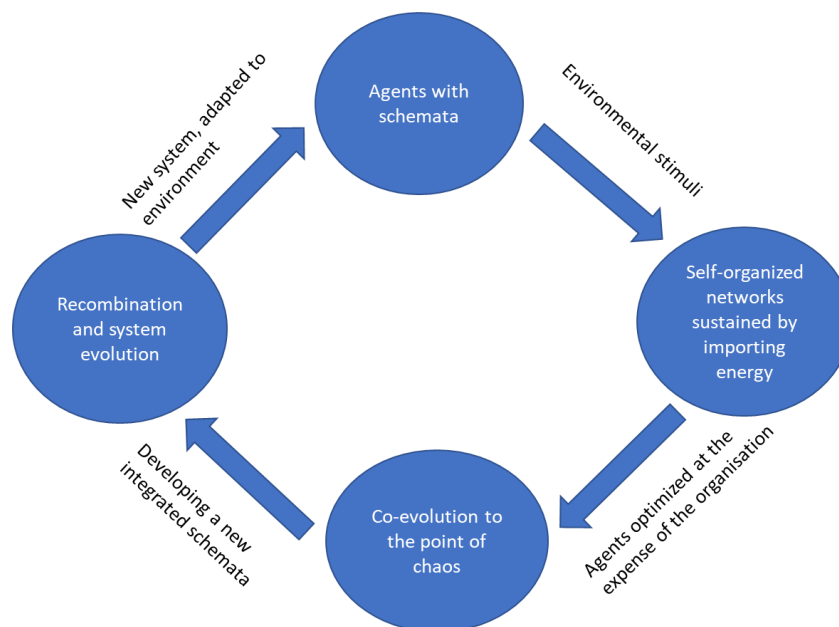 Agents with
schemata
Environmental stimuli
Self-organized
networks
sustained by
importing
energy
Agents optimized at the
expense of the organisation
Co-evolution to
the point of
chaos
Developing a new
integrated schemata
Recombination
and system
evolution
New system, adapted to
environment